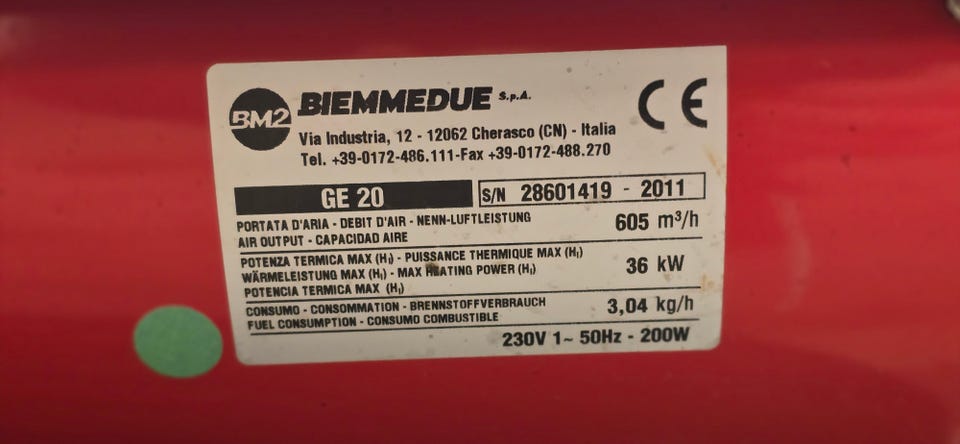 BM2 BIEMMEDUE S.p.A. CE
Via Industria, 12 - 12062 Cherasco (CN) - Italia
Tel. +39-0172-486.111-Fax +39-0172-488.270
GE 20 S/N 28601419 - 2011
PORTATA D'ARIA - DEBIT D'AIR - NENN-LUFTLEISTUNG
AIR OUTPUT - CAPACIDAD AIRE
605 m³/h
POTENZA TERMICA MAX (Hᵢ) - PUISSANCE THERMIQUE MAX (Hᵢ)
WÄRMELEISTUNG MAX (Hᵢ) - MAX HEATING POWER (Hᵢ)
POTENCIA TERMICA MAX (Hᵢ)
36 kW
CONSUMO - CONSOMMATION - BRENNSTOFFVERBRAUCH
FUEL CONSUMPTION - CONSUMO COMBUSTIBLE
3,04 kg/h
230V 1~ 50Hz - 200W